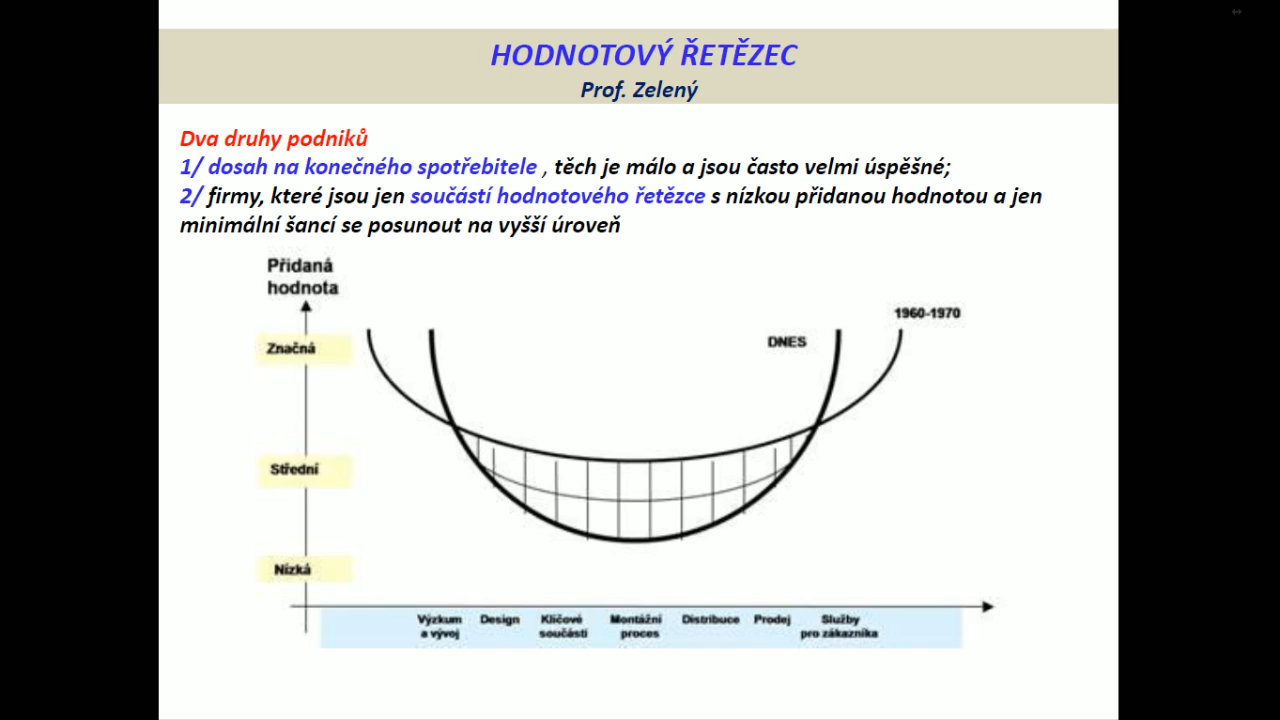 HODNOTOVÝ ŘETĚZEC
Prof. Zelený
Dva druhy podniků
1/ dosah na konečného spotřebitele , těch je málo a jsou často velmi úspěšné;
2/ firmy, které jsou jen součástí hodnotového řetězce s nízkou přidanou hodnotou a jen
minimální šancí se posunout na vyšší úroveň
Přidaná
hodnota
1960-1970
DNES
Značná
Střední
Nízká
Výzkum
a vývoj
Design
Klíčové
součásti
Montážní
proces
Distribuce
Prodej
Služby
pro zákazníka